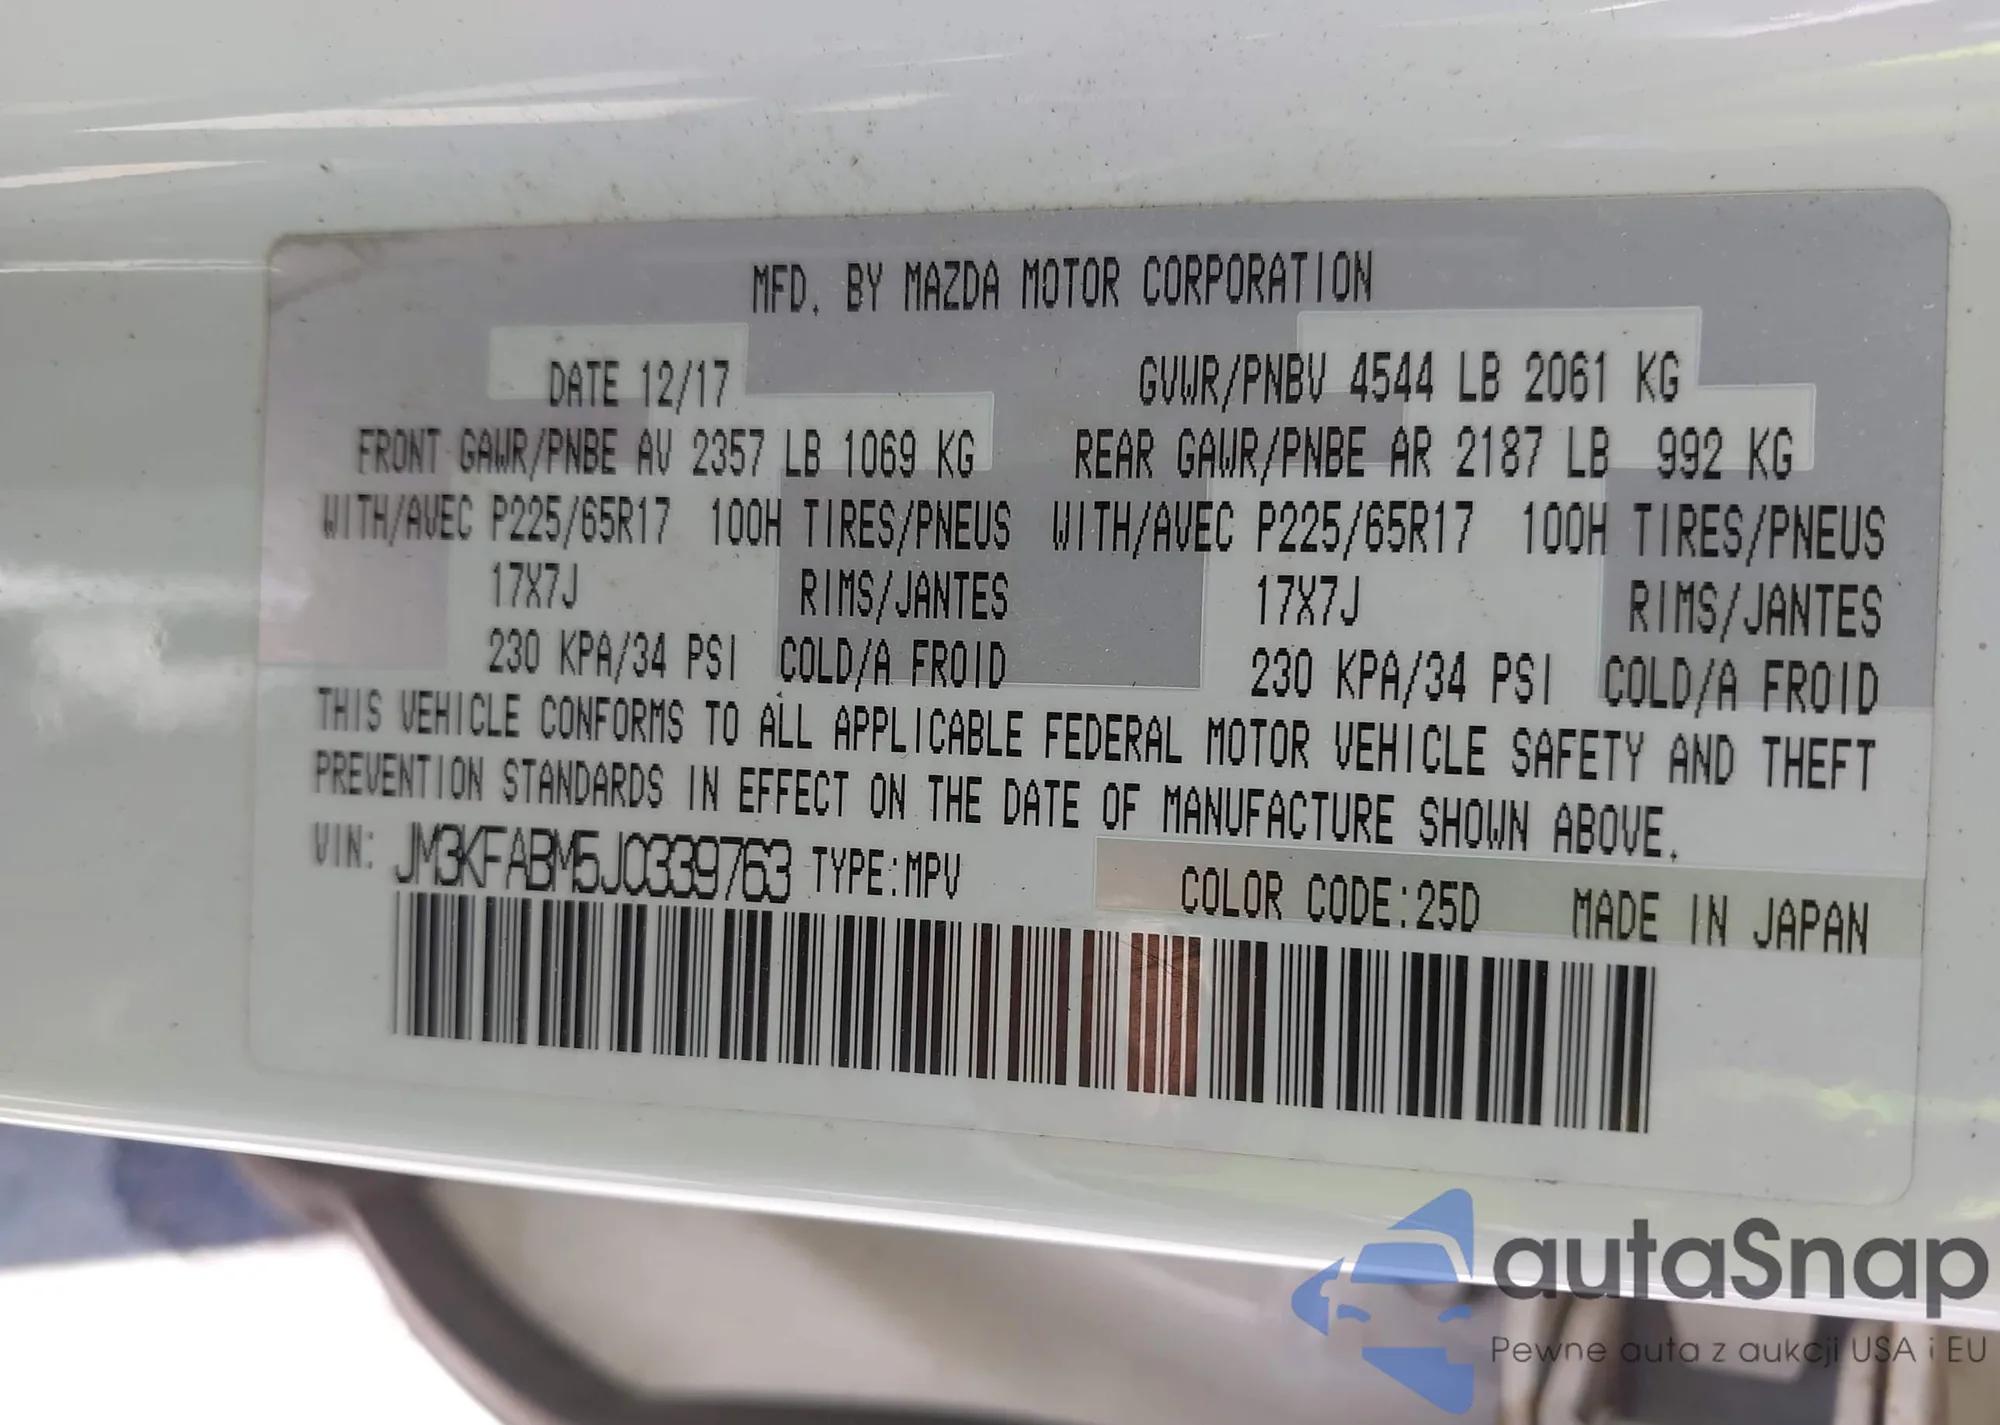 MFD. BY MAZDA MOTOR CORPORATION
DATE 12/17 GVWR/PNBV 4544 LB 2061 KG
FRONT GAWR/PNBE AV 2357 LB 1069 KG REAR GAWR/PNBE AR 2187 LB 992 KG
WITH/AVEC P225/65R17 100H TIRES/PNEUS WITH/AVEC P225/65R17 100H TIRES/PNEUS
17X7J RIMS/JANTES 17X7J RIMS/JANTES
230 KPA/34 PSI COLD/A FROID 230 KPA/34 PSI COLD/A FROID
THIS VEHICLE CONFORMS TO ALL APPLICABLE FEDERAL MOTOR VEHICLE SAFETY AND THEFT
PREVENTION STANDARDS IN EFFECT ON THE DATE OF MANUFACTURE SHOWN ABOVE.
VIN: JM3KFABM5J0339763 TYPE:MPV COLOR CODE:25D MADE IN JAPAN
autaSnap
Pewne auta z aukcji USA i EU